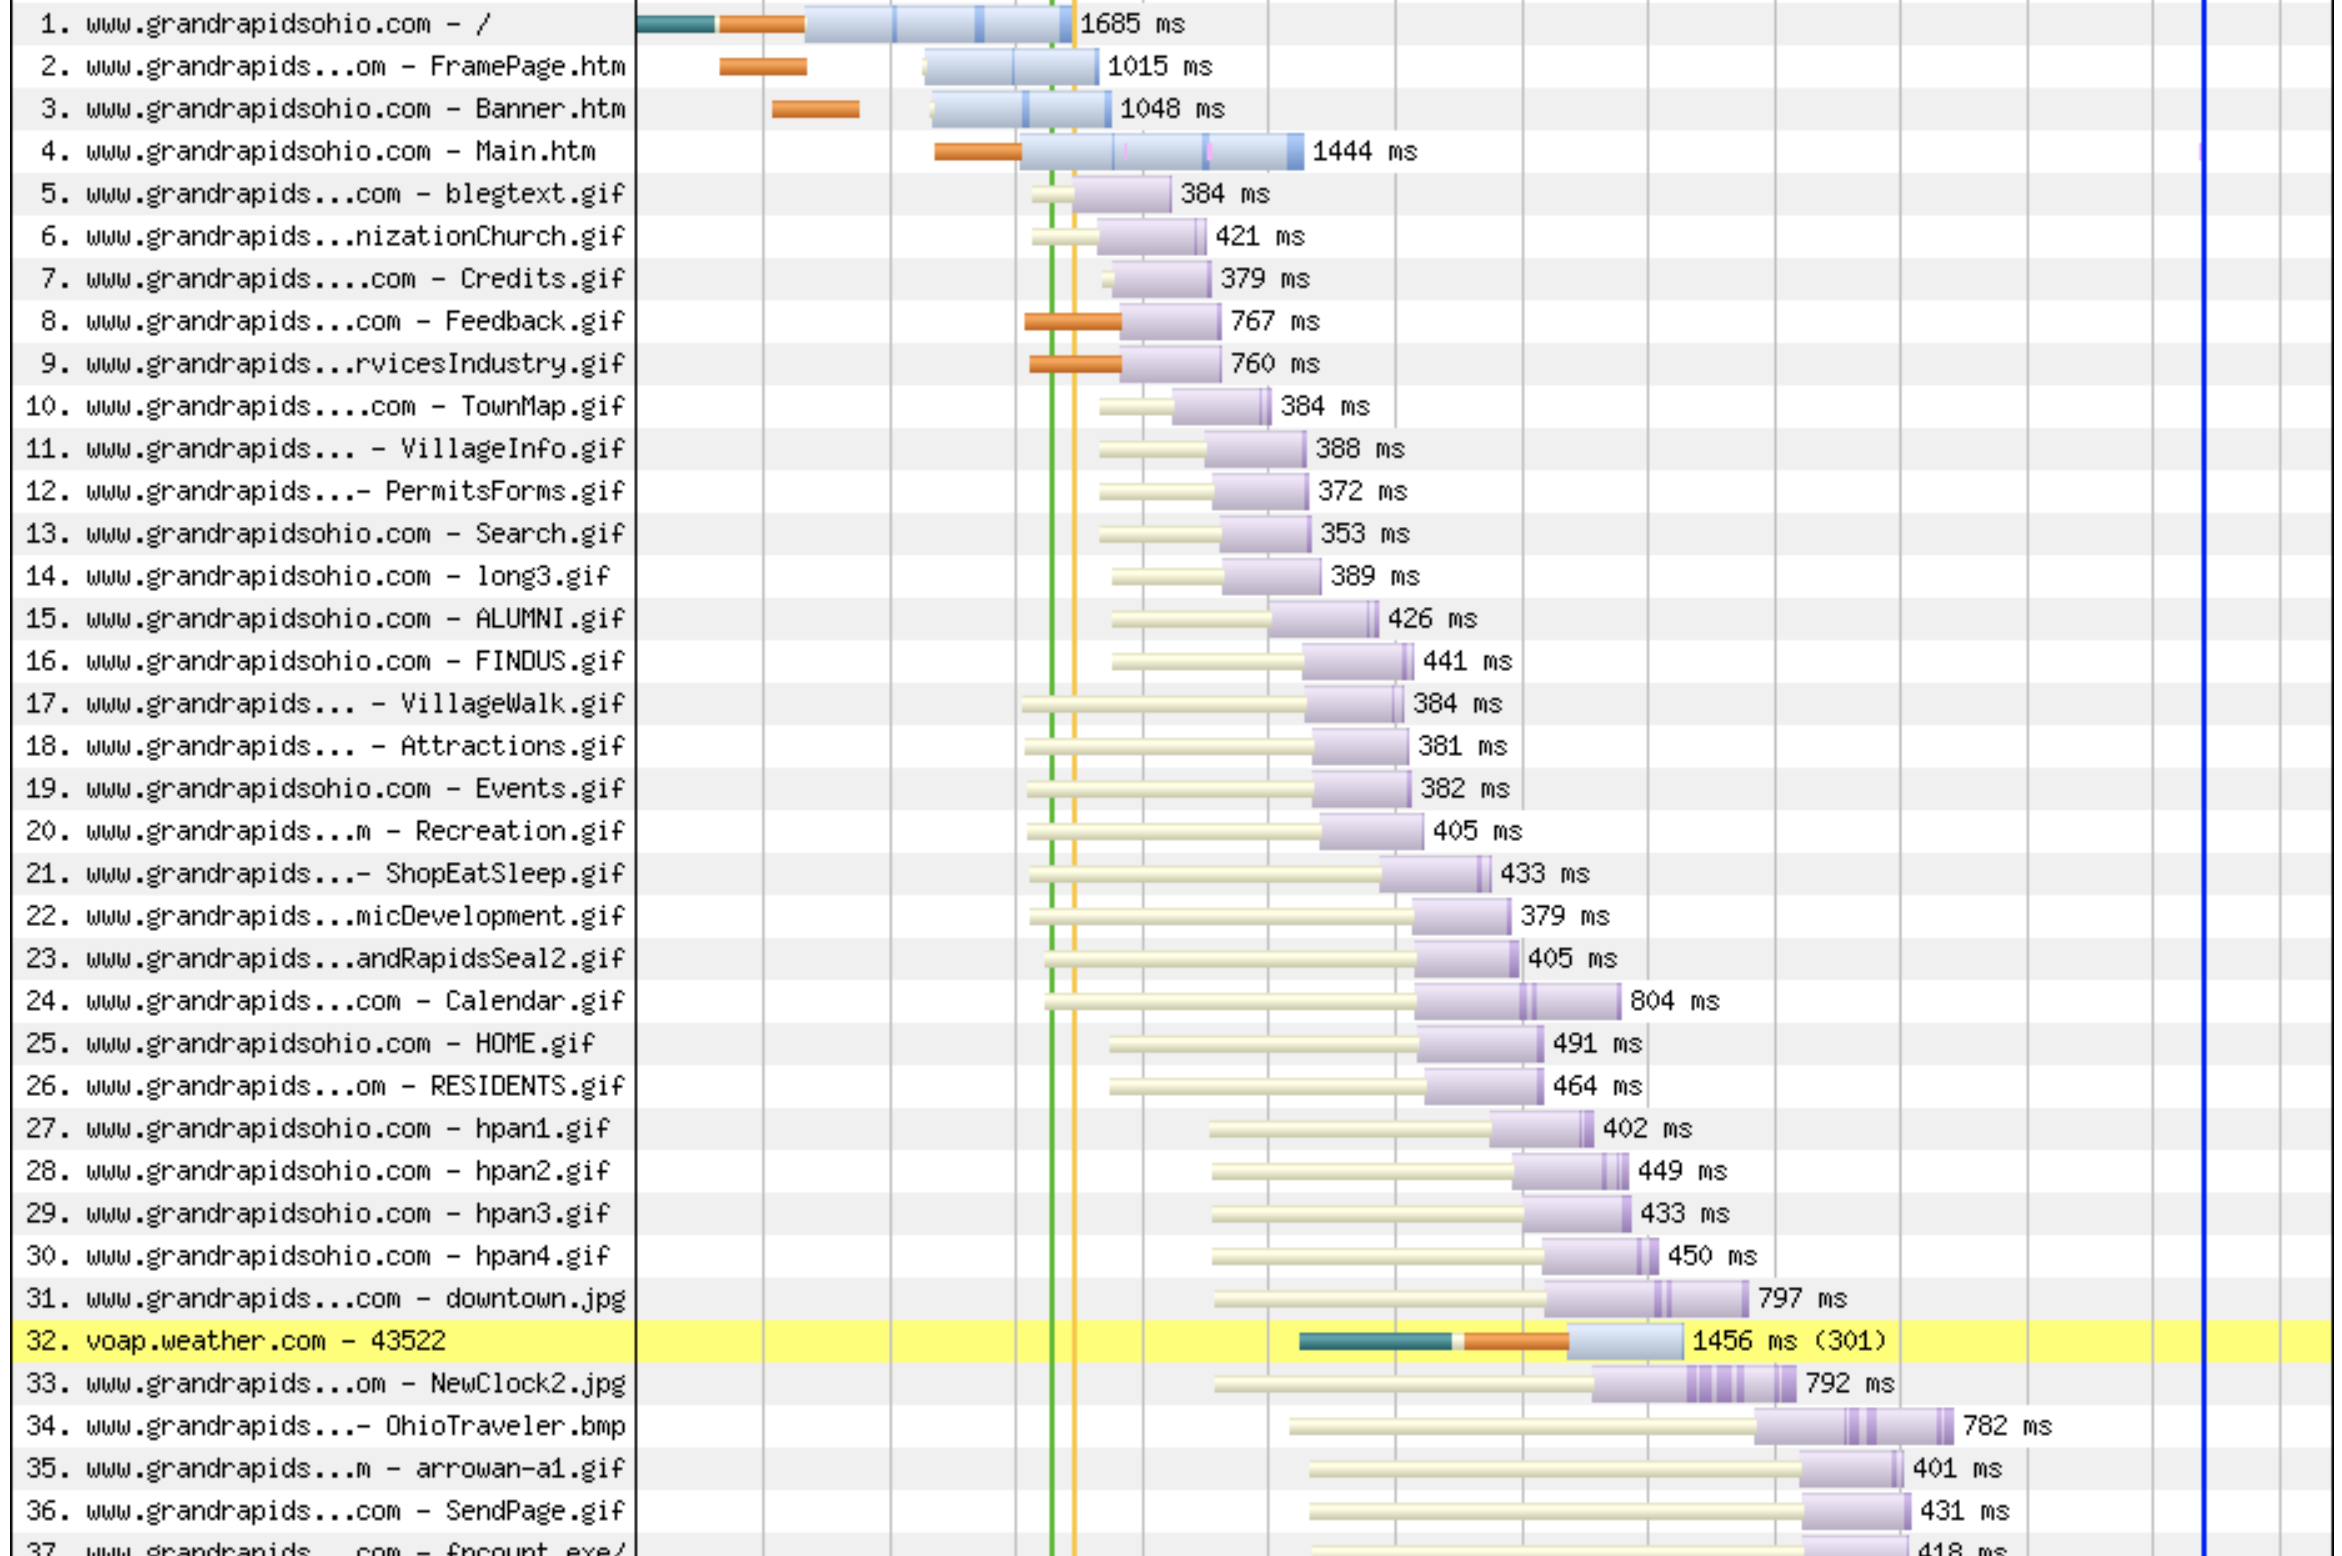 1. www.grandrapidsohio.com - / 1685 ms
2. www.grandrapids...om - FramePage.htm 1015 ms
3. www.grandrapidsohio.com - Banner.htm 1048 ms
4. www.grandrapidsohio.com - Main.htm 1444 ms
5. www.grandrapids...com - blegtext.gif 384 ms
6. www.grandrapids...nizationChurch.gif 421 ms
7. www.grandrapids....com - Credits.gif 379 ms
8. www.grandrapids...com - Feedback.gif 767 ms
9. www.grandrapids...rvicesIndustry.gif 760 ms
10. www.grandrapids....com - TownMap.gif 384 ms
11. www.grandrapids... - VillageInfo.gif 388 ms
12. www.grandrapids...- PermitsForms.gif 372 ms
13. www.grandrapidsohio.com - Search.gif 353 ms
14. www.grandrapidsohio.com - long3.gif 389 ms
15. www.grandrapidsohio.com - ALUMNI.gif 426 ms
16. www.grandrapidsohio.com - FINDUS.gif 441 ms
17. www.grandrapids... - VillageWalk.gif 384 ms
18. www.grandrapids... - Attractions.gif 381 ms
19. www.grandrapidsohio.com - Events.gif 382 ms
20. www.grandrapids...m - Recreation.gif 405 ms
21. www.grandrapids...- ShopEatSleep.gif 433 ms
22. www.grandrapids...micDevelopment.gif 379 ms
23. www.grandrapids...andRapidsSeal2.gif 405 ms
24. www.grandrapids...com - Calendar.gif 804 ms
25. www.grandrapidsohio.com - HOME.gif 491 ms
26. www.grandrapids...om - RESIDENTS.gif 464 ms
27. www.grandrapidsohio.com - hpan1.gif 402 ms
28. www.grandrapidsohio.com - hpan2.gif 449 ms
29. www.grandrapidsohio.com - hpan3.gif 433 ms
30. www.grandrapidsohio.com - hpan4.gif 450 ms
31. www.grandrapids...com - downtown.jpg 797 ms
32. voap.weather.com - 43522 1456 ms (301)
33. www.grandrapids...om - NewClock2.jpg 792 ms
34. www.grandrapids...- OhioTraveler.bmp 782 ms
35. www.grandrapids...m - arrowan-a1.gif 401 ms
36. www.grandrapids...com - SendPage.gif 431 ms
37. www.grandrapids....com - fpcount.exe/ 418 ms